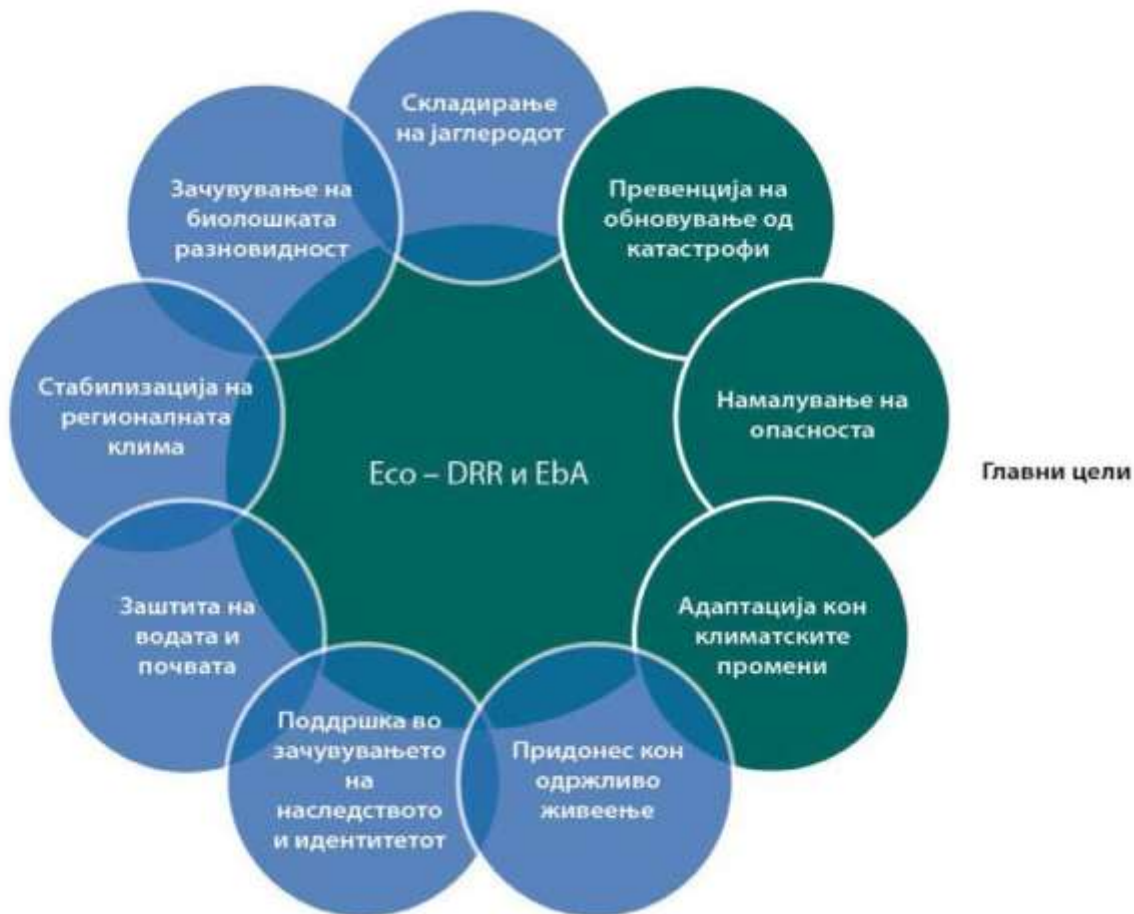 Складирање
на јаглеродот
Превенција на
обновување од
катастрофи
Намалување на
опасноста
Главни цели
Адаптација кон
климатските
промени
Придонес кон
одржливо
живеење
Поддршка во
зачувувањето
на
наследството
и идентитетот
Заштита на
водата и
почвата
Стабилизација на
регионалната
клима
Зачувување на
биолошката
разновидност
Eco – DRR и EbA